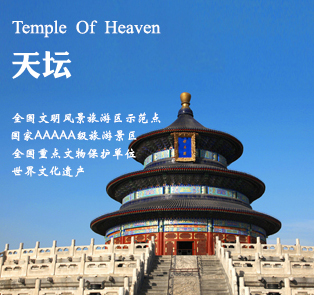 Temple Of Heaven
天坛
全国文明风景旅游区示范点
国家AAAAA级旅游景区
全国重点文物保护单位
世界文化遗产